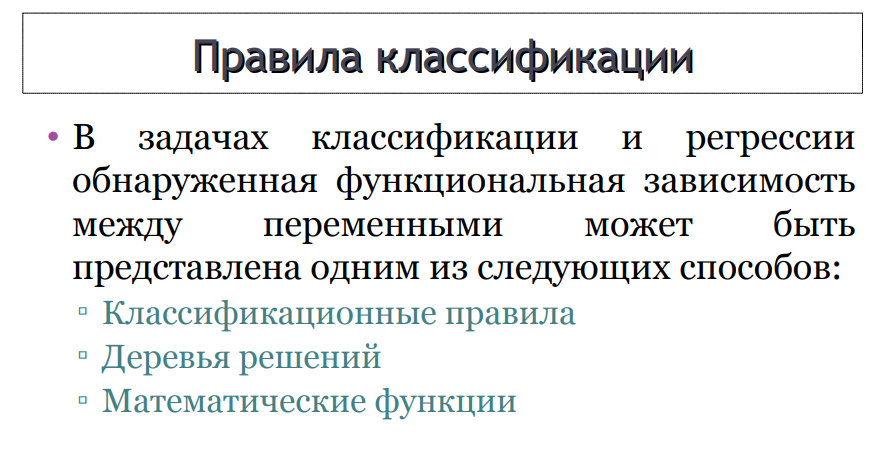 Правила классификации
• В задачах классификации и регрессии
обнаруженная функциональная зависимость
между переменными может быть
представлена одним из следующих способов:
▫ Классификационные правила
▫ Деревья решений
▫ Математические функции